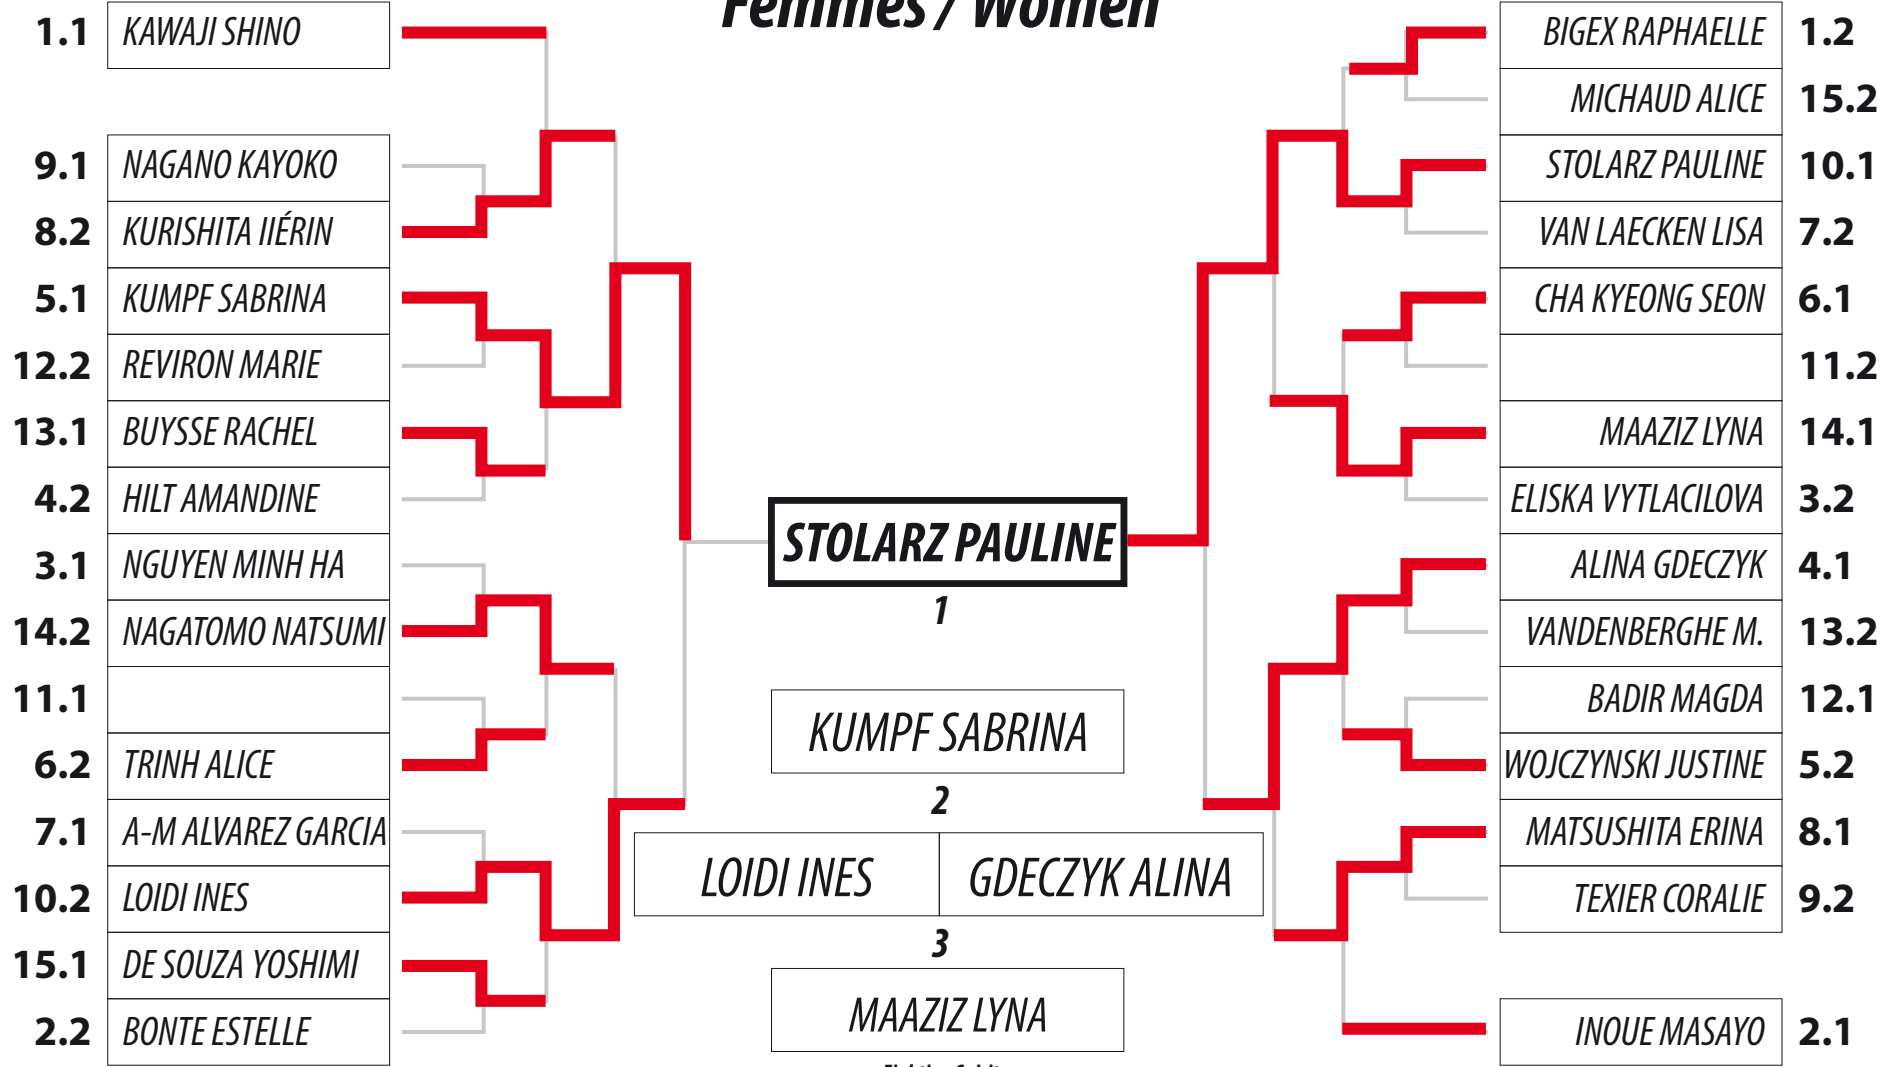 Femmes / Women
1.1 KAWAJI SHINO
9.1 NAGANO KAYOKO
8.2 KURISHITA IIÉRIN
5.1 KUMPF SABRINA
12.2 REVIRON MARIE
13.1 BUYSSE RACHEL
4.2 HILT AMANDINE
3.1 NGUYEN MINH HA
14.2 NAGATOMO NATSUMI
11.1
6.2 TRINH ALICE
7.1 A-M ALVAREZ GARCIA
10.2 LOIDI INES
15.1 DE SOUZA YOSHIMI
2.2 BONTE ESTELLE
STOLARZ PAULINE
1
KUMPF SABRINA
2
LOIDI INES GDECZYK ALINA
3
MAAZIZ LYNA
BIGEX RAPHAELLE 1.2
MICHAUD ALICE 15.2
STOLARZ PAULINE 10.1
VAN LAECKEN LISA 7.2
CHA KYEONG SEON 6.1
11.2
MAAZIZ LYNA 14.1
ELISKA VYTLACILOVA 3.2
ALINA GDECZYK 4.1
VANDENBERGHE M. 13.2
BADIR MAGDA 12.1
WOJCZYNSKI JUSTINE 5.2
MATSUSHITA ERINA 8.1
TEXIER CORALIE 9.2
INOUE MASAYO 2.1